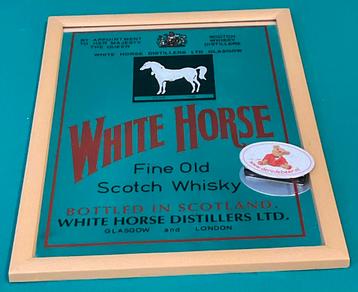 BY APPOINTMENT
TO HER MAJESTY
THE QUEEN
SCOTCH
WHISKY
DISTILLERS
WHITE HORSE DISTILLERS LTD GLASGOW
WHITE HORSE
Fine Old
Scotch Whisky
BOTTLED IN SCOTLAND.
WHITE HORSE DISTILLERS LTD.
GLASGOW and LONDON